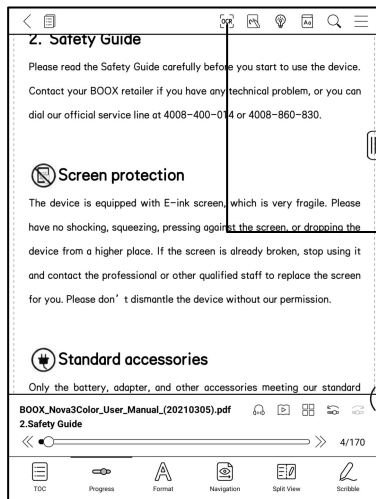 OCR
Aa
2. Safety Guide
Please read the Safety Guide carefully before you start to use the device.
Contact your BOOX retailer if you have any technical problem, or you can
dial our official service line at 4008-400-014 or 4008-860-830.
Screen protection
The device is equipped with E-ink screen, which is very fragile. Please
have no shocking, squeezing, pressing against the screen, or dropping the
device from a higher place. If the screen is already broken, stop using it
and contact the professional or other qualified staff to replace the screen
for you. Please don't dismantle the device without our permission.
Standard accessories
Only the battery, adapter, and other accessories meeting our standard
BOOX_Nova3Color_User_Manual_(20210305).pdf
2.Safety Guide
4/170
TOC Progress Format Navigation Split View Scribble